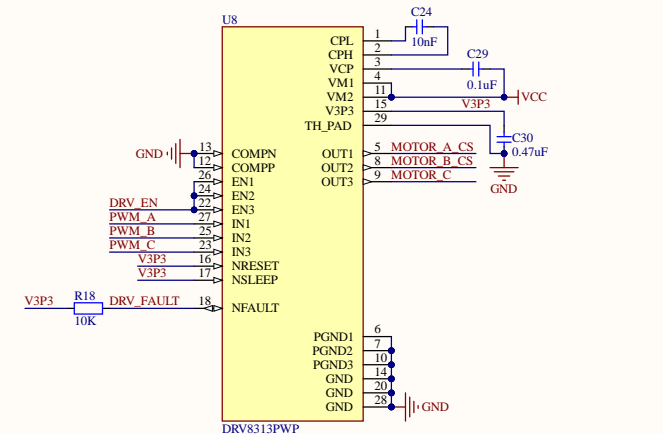 U8
C24
10nF
CPL 1
CPH 2
VCP 3
C29
0.1uF
VM1 4
VM2 11
VCC
V3P3 15 V3P3
TH_PAD 29
C30
0.47uF
GND
GND 13 COMPN
12 COMPP
26 EN1
24 EN2
DRV_EN 22 EN3
PWM_A 27 IN1
PWM_B 25 IN2
PWM_C 23 IN3
V3P3 16 NRESET
V3P3 17 NSLEEP
OUT1 5 MOTOR_A_CS
OUT2 8 MOTOR_B_CS
OUT3 9 MOTOR_C
V3P3 R18 DRV_FAULT 18 NFAULT
10K
PGND1 6
PGND2 7
PGND3 10
GND 14
GND 20
GND 28 GND
DRV8313PWP